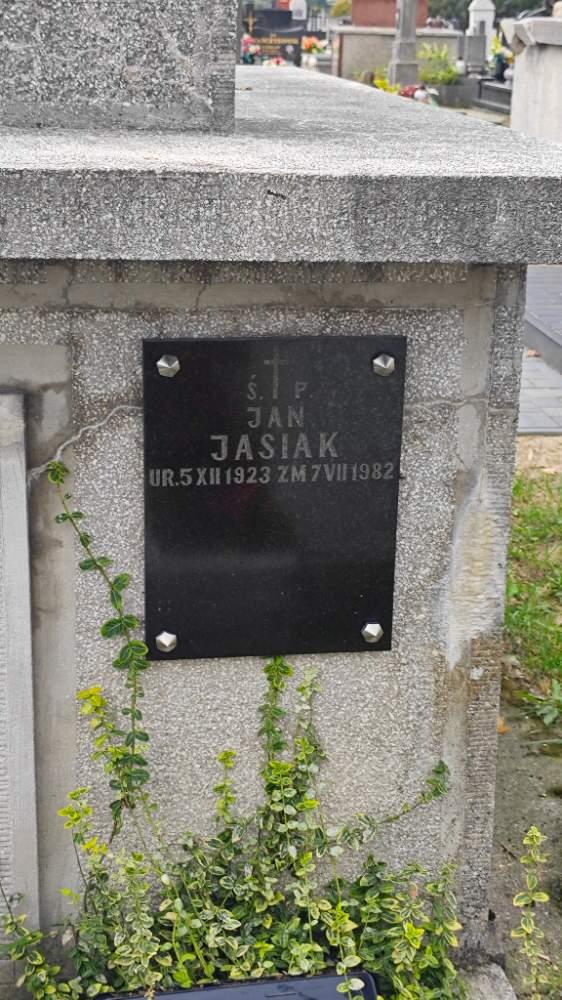 Ś. P.
JAN
JASIAK
UR. 5 XII 1923 ZM 7 VII 1982